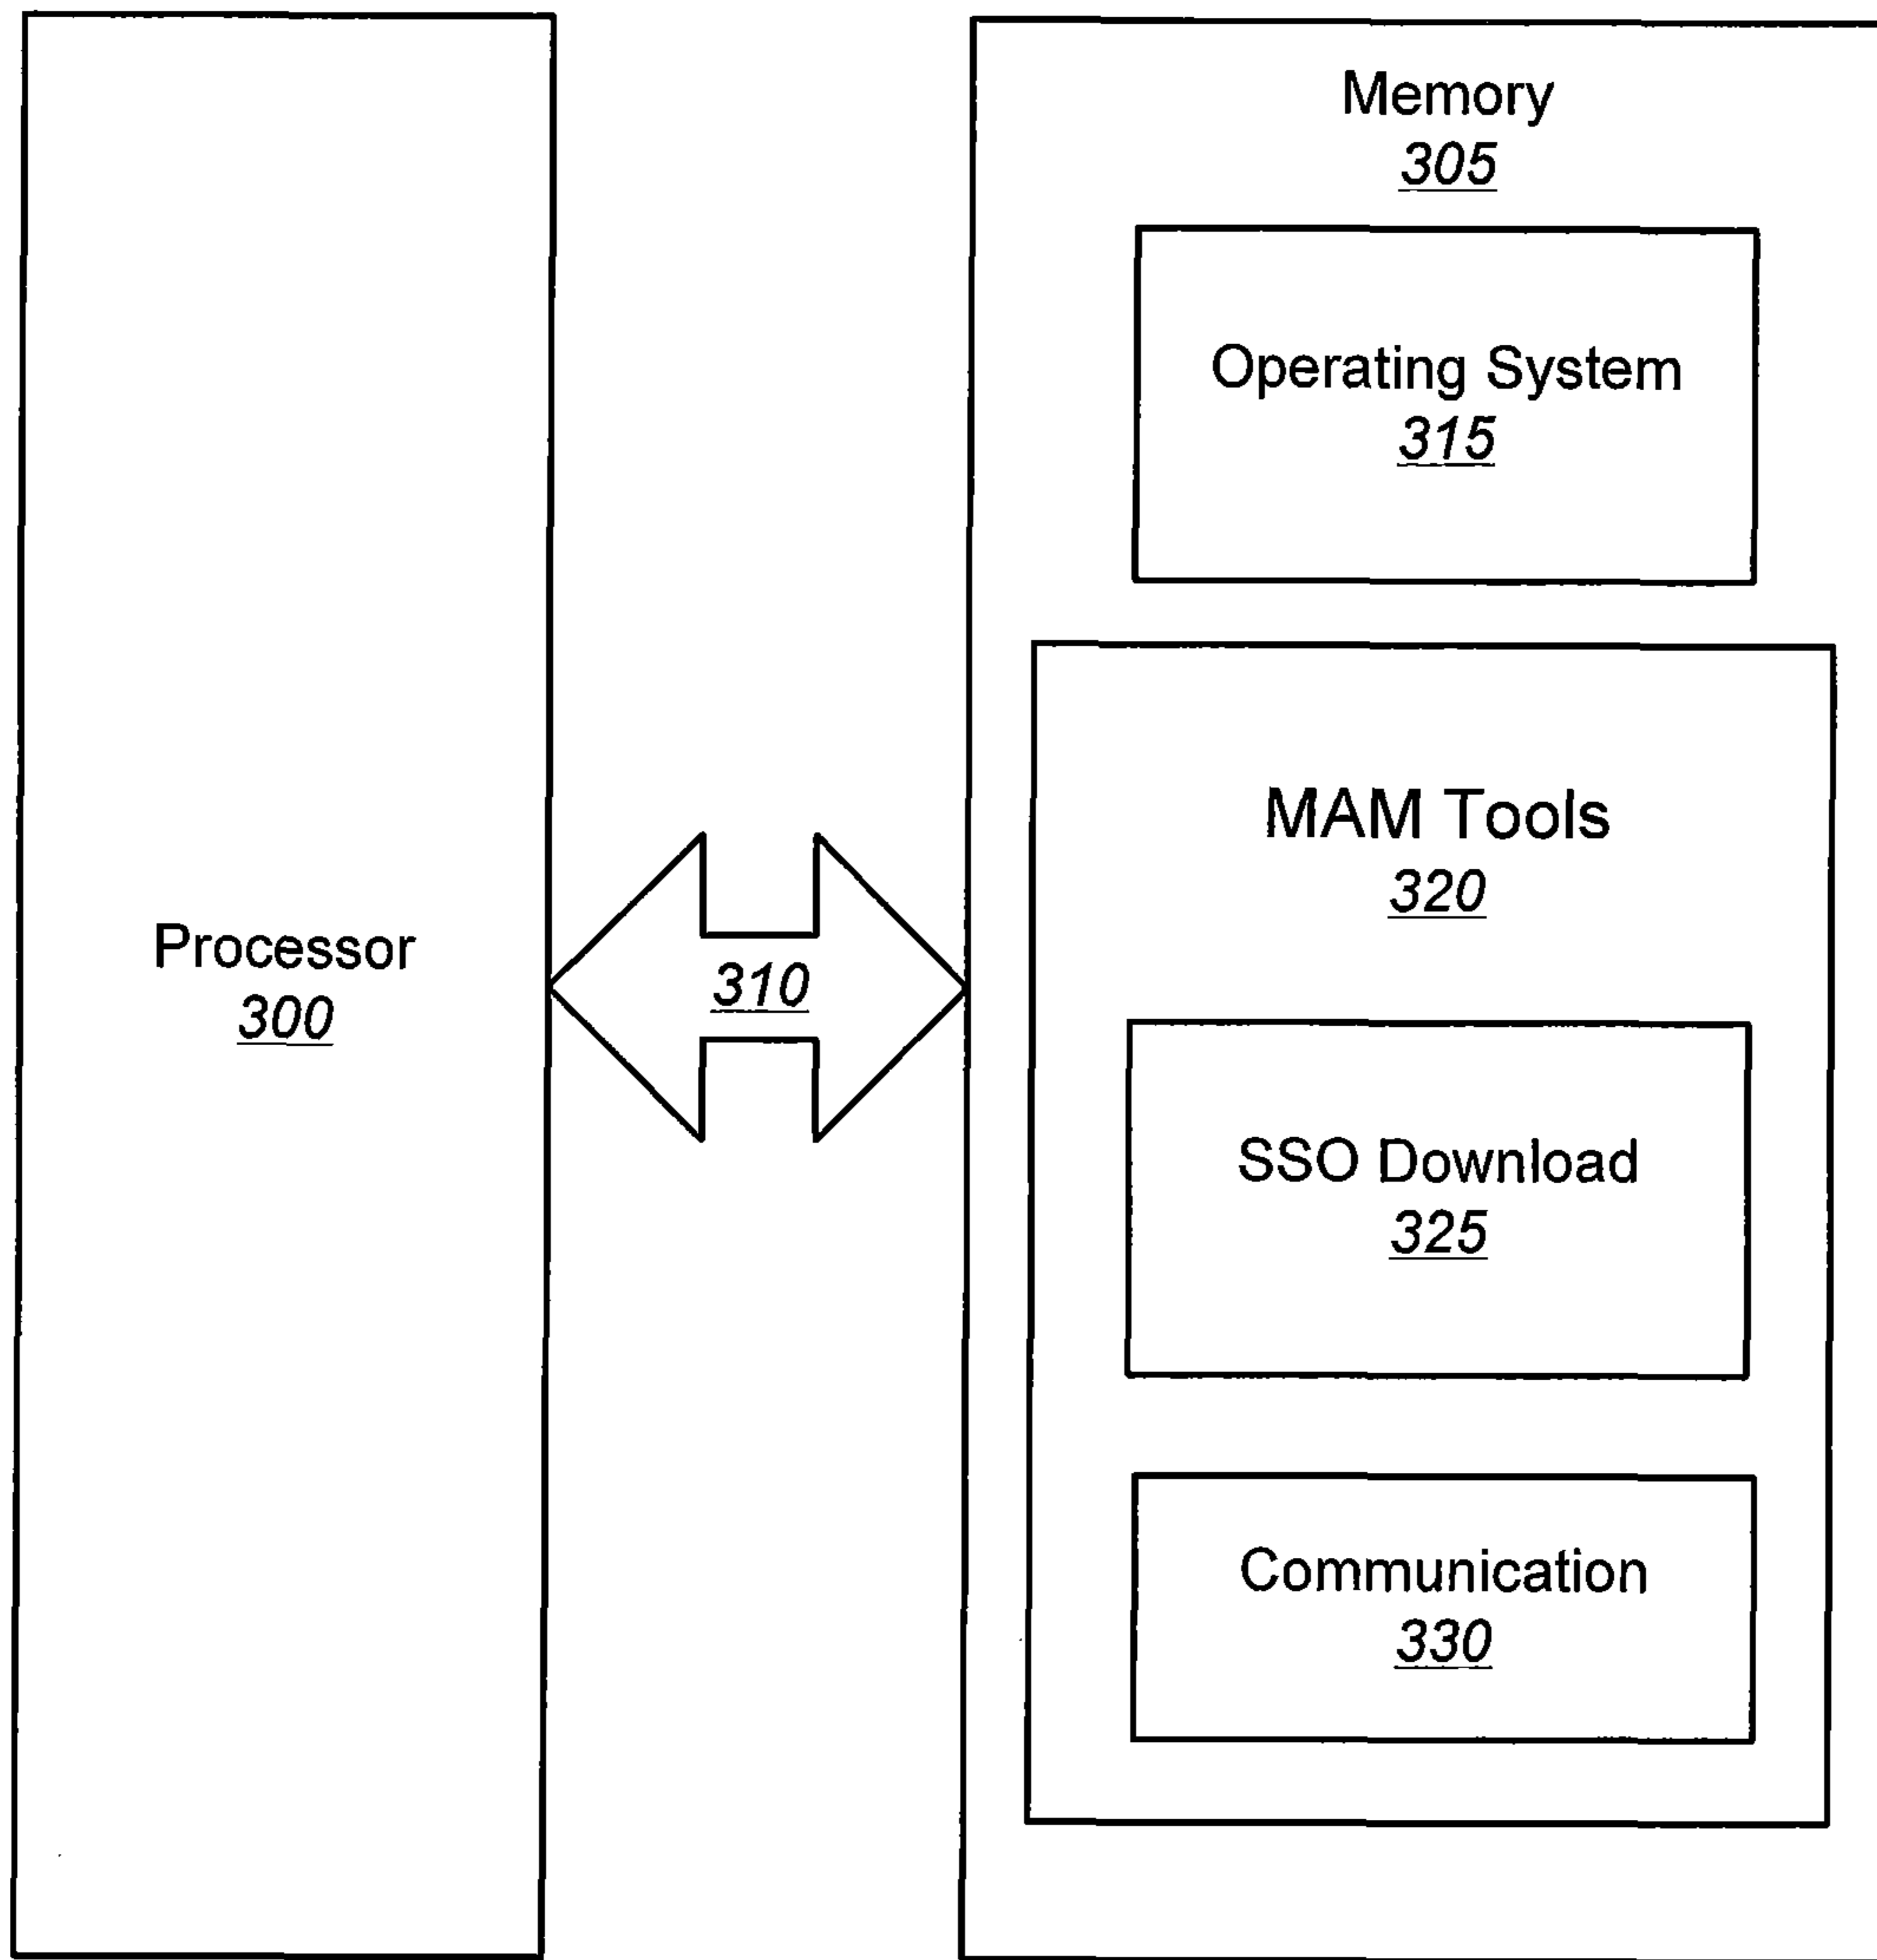 Memory
305
Operating System
315
MAM Tools
320
Processor
300
310
SSO Download
325
Communication
330